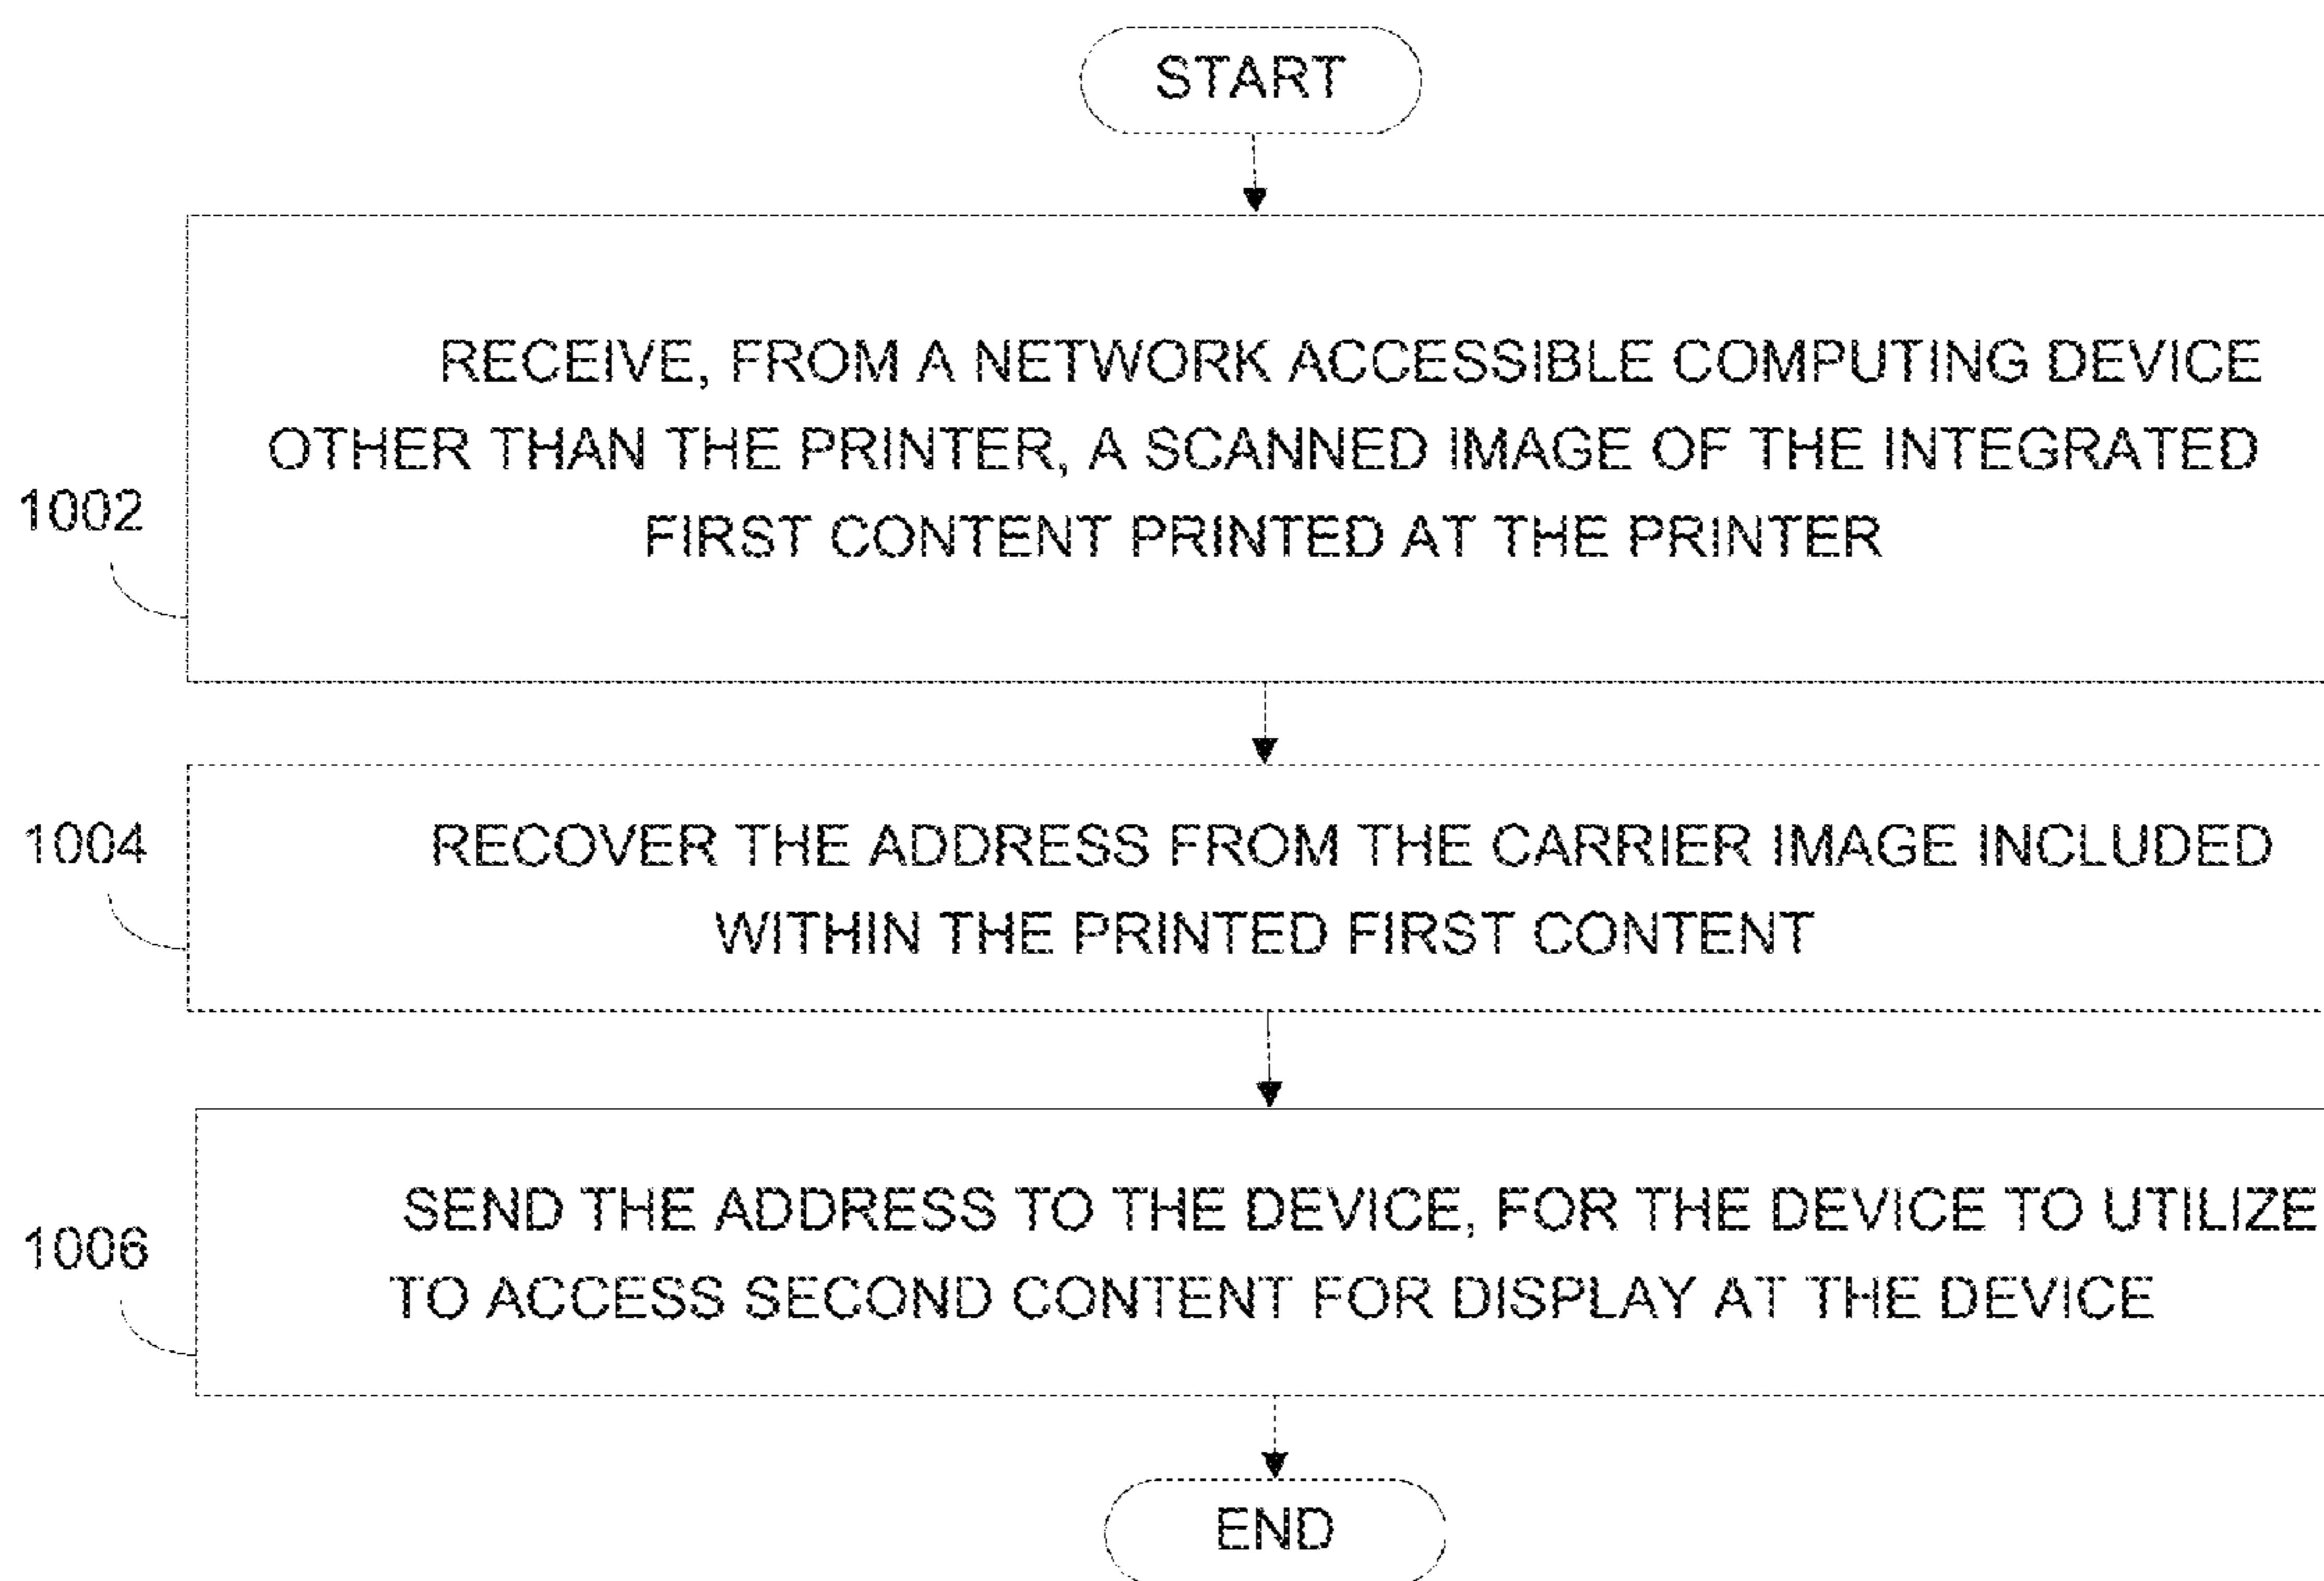 START
RECEIVE, FROM A NETWORK ACCESSIBLE COMPUTING DEVICE
OTHER THAN THE PRINTER, A SCANNED IMAGE OF THE INTEGRATED
FIRST CONTENT PRINTED AT THE PRINTER
1002
RECOVER THE ADDRESS FROM THE CARRIER IMAGE INCLUDED
WITHIN THE PRINTED FIRST CONTENT
1004
SEND THE ADDRESS TO THE DEVICE, FOR THE DEVICE TO UTILIZE
TO ACCESS SECOND CONTENT FOR DISPLAY AT THE DEVICE
1006
END